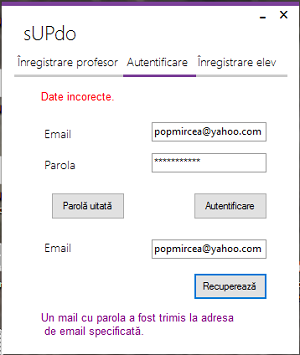 sUPdo
Înregistrare profesor Autentificare Înregistrare elev
Date incorecte.
Email popmircea@yahoo.com
Parola ***********
Parolă uitată Autentificare
Email popmircea@yahoo.com
Recuperează
Un mail cu parola a fost trimis la adresa
de email specificată.